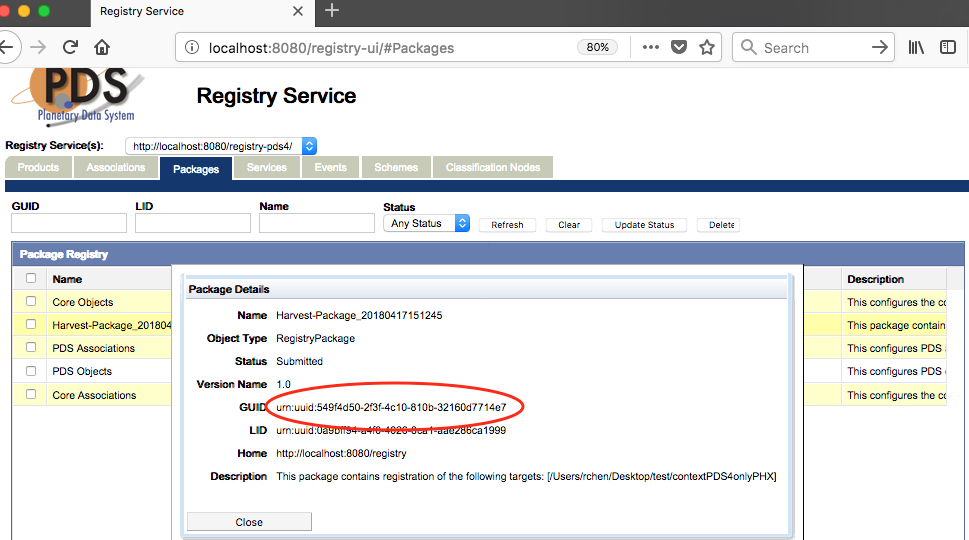 Registry Service
localhost:8080/registry-ui/#Packages
80%
Search
PDS
Planetary Data System
Registry Service
Registry Service(s):
http://localhost:8080/registry-pds4/
Products
Associations
Packages
Services
Events
Schemes
Classification Nodes
GUID
LID
Name
Status
Any Status
Refresh
Clear
Update Status
Delete
Package Registry
Name
Description
Core Objects
This configures the co
Harvest-Package_201804
This package contain
PDS Associations
This configures PDS
PDS Objects
This configures PDS
Core Associations
This configures the co
Package Details
Name Harvest-Package_20180417151245
Object Type RegistryPackage
Status Submitted
Version Name 1.0
GUID urn:uuid:549f4d50-2f3f-4c10-810b-32160d7714e7
LID
Home http://localhost:8080/registry
Description This package contains registration of the following targets: [/Users/rchen/Desktop/test/contextPDS4onlyPHX]
Close